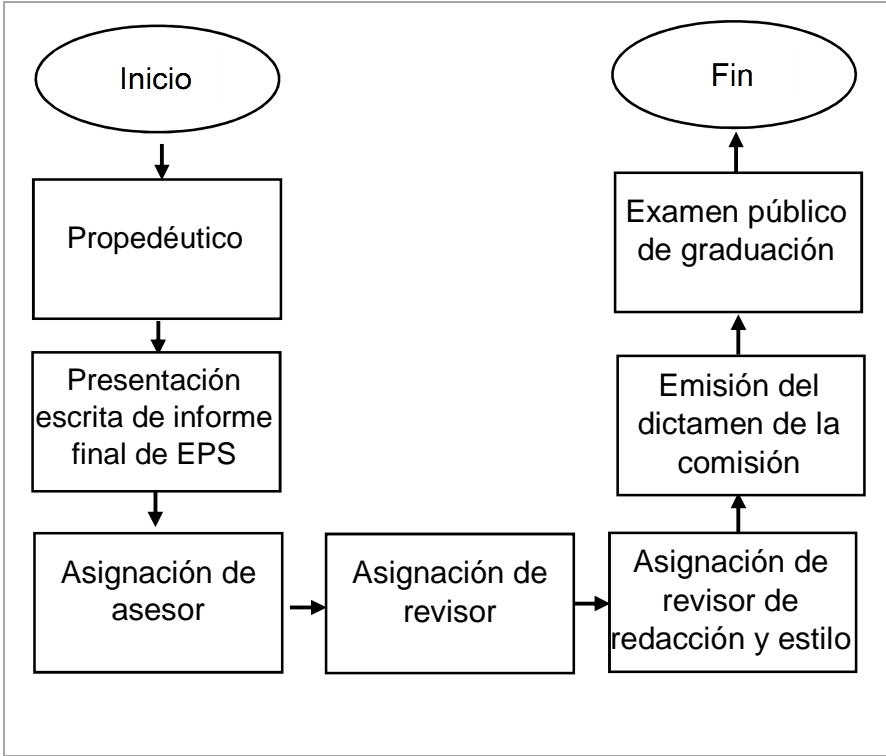 Inicio
Propedéutico
Presentación
escrita de informe
final de EPS
Asignación de
asesor
Asignación de
revisor
Asignación de
revisor de
redacción y estilo
Emisión del
dictamen de la
comisión
Examen público
de graduación
Fin